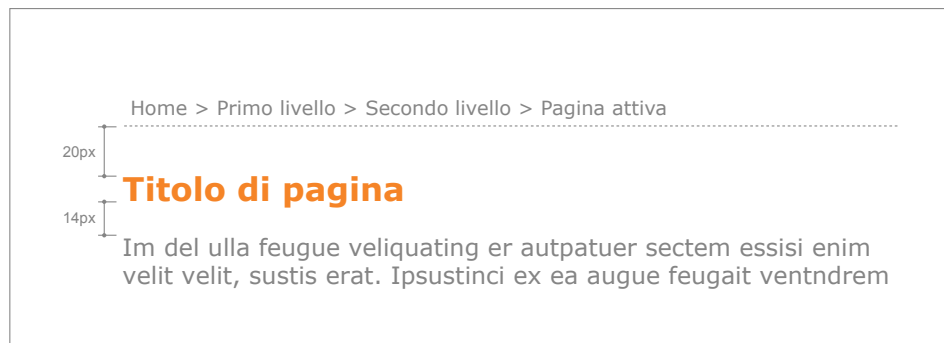 Home > Primo livello > Secondo livello > Pagina attiva
20px
Titolo di pagina
14px
Im del ulla feugue veliquating er autpatuer sectem essisi enim
velit velit, sustis erat. Ipsustinci ex ea augue feugait ventndrem